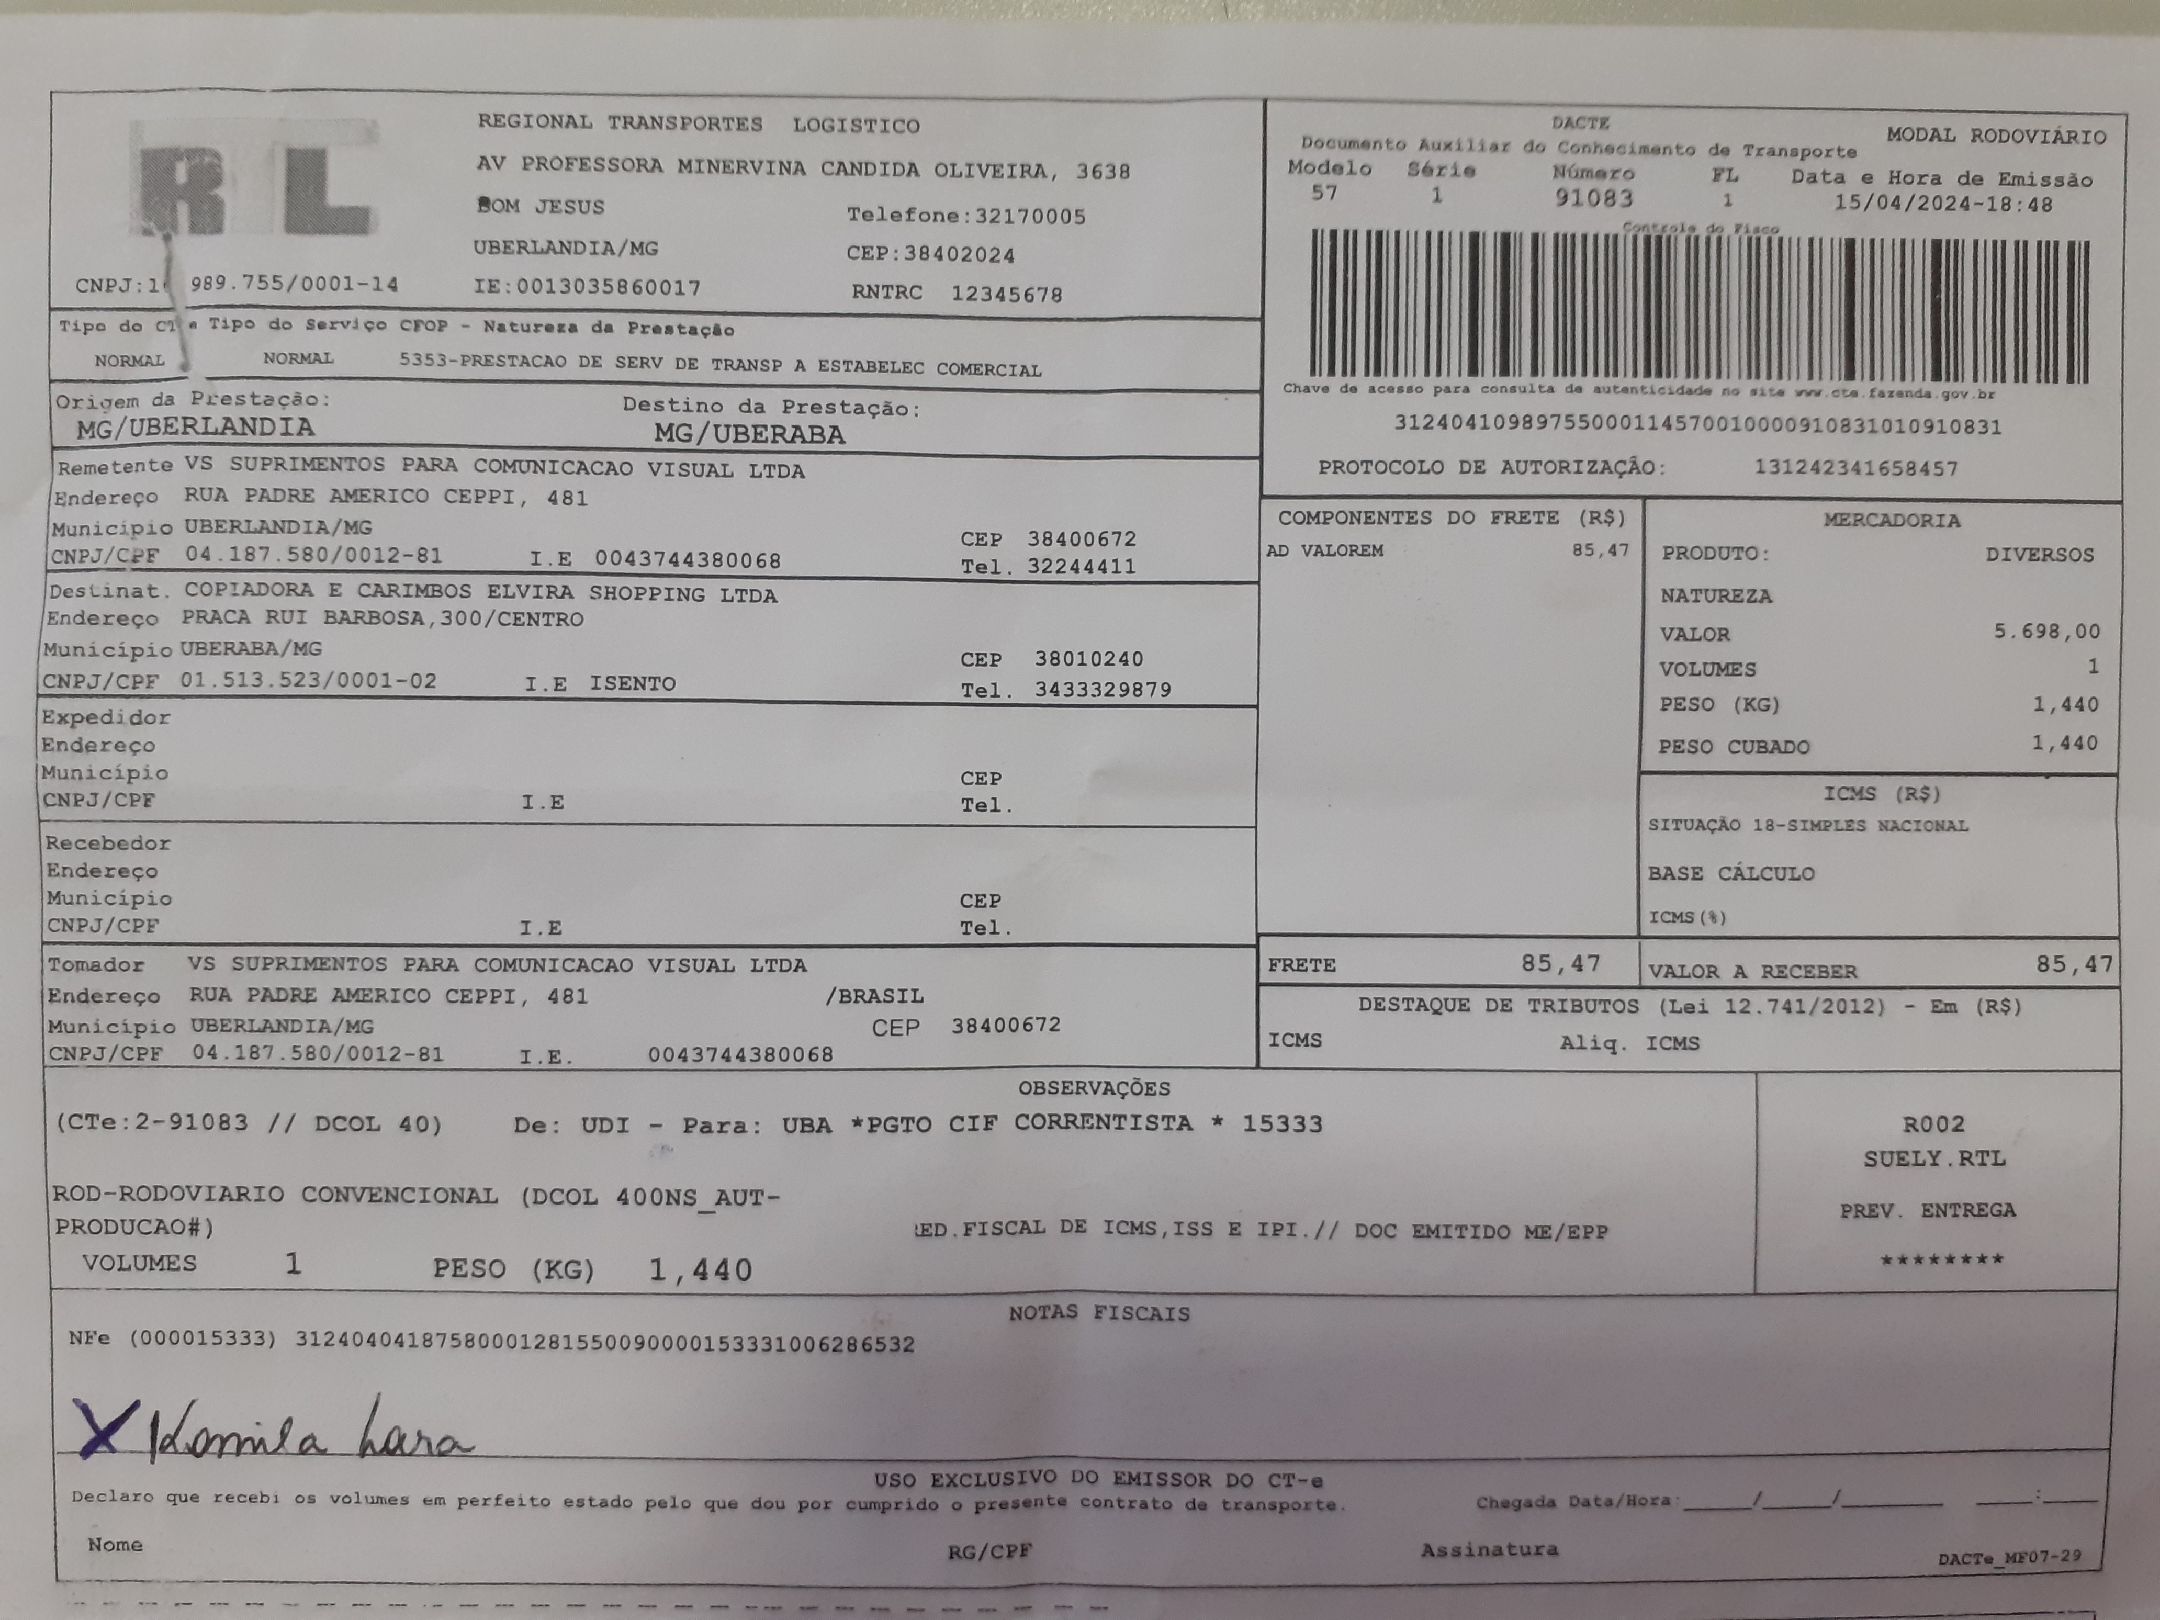 RTL
REGIONAL TRANSPORTES LOGISTICO
AV PROFESSORA MINERVINA CANDIDA OLIVEIRA, 3638
BOM JESUS Telefone:32170005
UBERLANDIA/MG CEP:38402024
CNPJ:1 989.755/0001-14 IE:0013035860017 RNTRC 12345678
DACTE MODAL RODOVIÁRIO
Documento Auxiliar do Conhecimento de Transporte
Modelo Série Número FL Data e Hora de Emissão
57 1 91083 1 15/04/2024-18:48
Controle do Fisco
Chave de acesso para consulta de autenticidade no site www.cte.fazenda.gov.br
31240410989755000114570010000910831010910831
PROTOCOLO DE AUTORIZAÇÃO: 131242341658457
Tipo do CT e Tipo do Serviço CFOP - Natureza da Prestação
NORMAL NORMAL 5353-PRESTACAO DE SERV DE TRANSP A ESTABELEC COMERCIAL
Origem da Prestação: Destino da Prestação:
MG/UBERLANDIA MG/UBERABA
Remetente VS SUPRIMENTOS PARA COMUNICACAO VISUAL LTDA
Endereço RUA PADRE AMERICO CEPPI, 481
Município UBERLANDIA/MG CEP 38400672
CNPJ/CPF 04.187.580/0012-81 I.E 0043744380068 Tel. 32244411
Destinat. COPIADORA E CARIMBOS ELVIRA SHOPPING LTDA
Endereço PRACA RUI BARBOSA,300/CENTRO
Município UBERABA/MG CEP 38010240
CNPJ/CPF 01.513.523/0001-02 I.E ISENTO Tel. 3433329879
Expedidor
Endereço
Município CEP
CNPJ/CPF I.E Tel.
Recebedor
Endereço
Município CEP
CNPJ/CPF I.E Tel.
Tomador VS SUPRIMENTOS PARA COMUNICACAO VISUAL LTDA
Endereço RUA PADRE AMERICO CEPPI, 481 /BRASIL
Município UBERLANDIA/MG CEP 38400672
CNPJ/CPF 04.187.580/0012-81 I.E. 0043744380068
COMPONENTES DO FRETE (R$)
AD VALOREM 85,47
MERCADORIA
PRODUTO: DIVERSOS
NATUREZA
VALOR 5.698,00
VOLUMES 1
PESO (KG) 1,440
PESO CUBADO 1,440
ICMS (R$)
SITUAÇÃO 18-SIMPLES NACIONAL
BASE CÁLCULO
ICMS(%)
FRETE 85,47 VALOR A RECEBER 85,47
DESTAQUE DE TRIBUTOS (Lei 12.741/2012) - Em (R$)
ICMS Aliq. ICMS
OBSERVAÇÕES
(CTe:2-91083 // DCOL 40) De: UDI - Para: UBA *PGTO CIF CORRENTISTA * 15333
ROD-RODOVIARIO CONVENCIONAL (DCOL 400NS_AUT-
PRODUCAO#) ED.FISCAL DE ICMS,ISS E IPI.// DOC EMITIDO ME/EPP
VOLUMES 1 PESO (KG) 1,440
R002
SUELY.RTL
PREV. ENTREGA
********
NOTAS FISCAIS
NFe (000015333) 31240404187580001281550090000153331006286532
X Kamila Lara
USO EXCLUSIVO DO EMISSOR DO CT-e
Declaro que recebi os volumes em perfeito estado pelo que dou por cumprido o presente contrato de transporte. Chegada Data/Hora:____/____/______ ___:___
Nome RG/CPF Assinatura DACTe_MF07-29